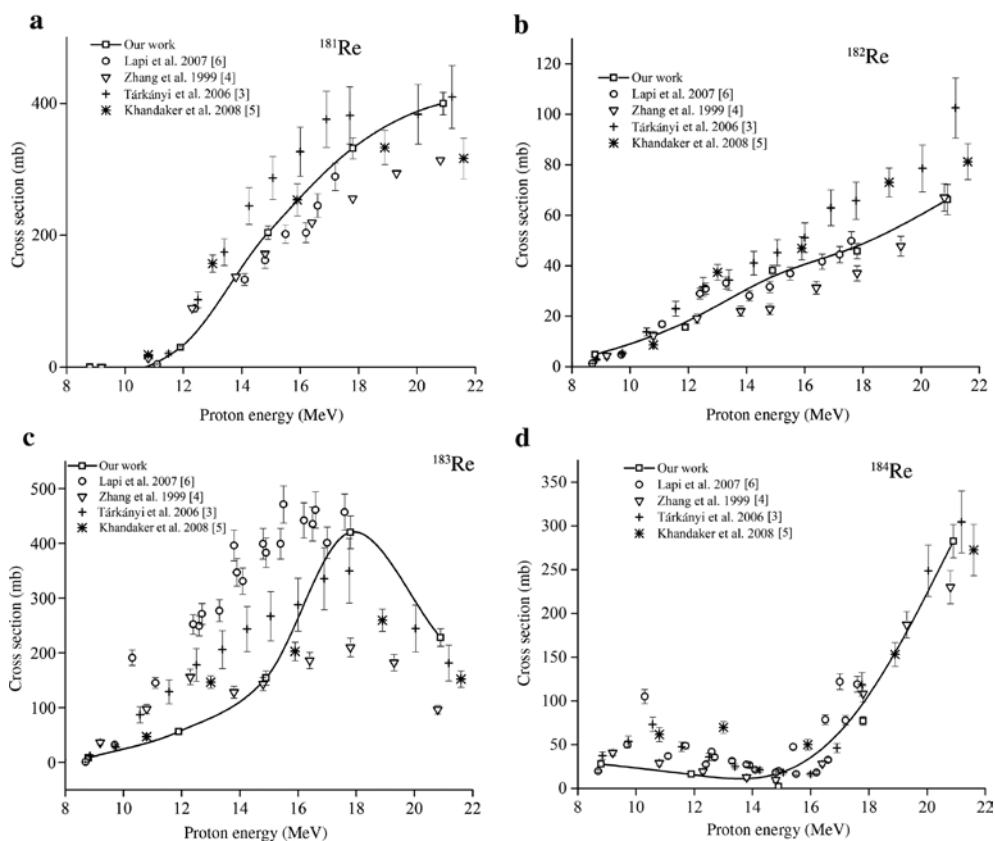 a
181Re
Our work
Lapi et al. 2007 [6]
Zhang et al. 1999 [4]
Tárkányi et al. 2006 [3]
Khandaker et al. 2008 [5]
Cross section (mb)
400
200
0
6 8 10 12 14 16 18 20 22
Proton energy (MeV)
b
182Re
Our work
Lapi et al. 2007 [6]
Zhang et al. 1999 [4]
Tárkányi et al. 2006 [3]
Khandaker et al. 2008 [5]
Cross section (mb)
120
100
80
60
40
20
0
8 10 12 14 16 18 20 22
Proton energy (MeV)
c
183Re
Our work
Lapi et al. 2007 [6]
Zhang et al. 1999 [4]
Tárkányi et al. 2006 [3]
Khandaker et al. 2008 [5]
Cross section (mb)
500
400
300
200
100
0
8 10 12 14 16 18 20 22
Proton energy (MeV)
d
184Re
Our work
Lapi et al. 2007 [6]
Zhang et al. 1999 [4]
Tárkányi et al. 2006 [3]
Khandaker et al. 2008 [5]
Cross section (mb)
350
300
250
200
150
100
50
0
8 10 12 14 16 18 20 22
Proton energy (MeV)